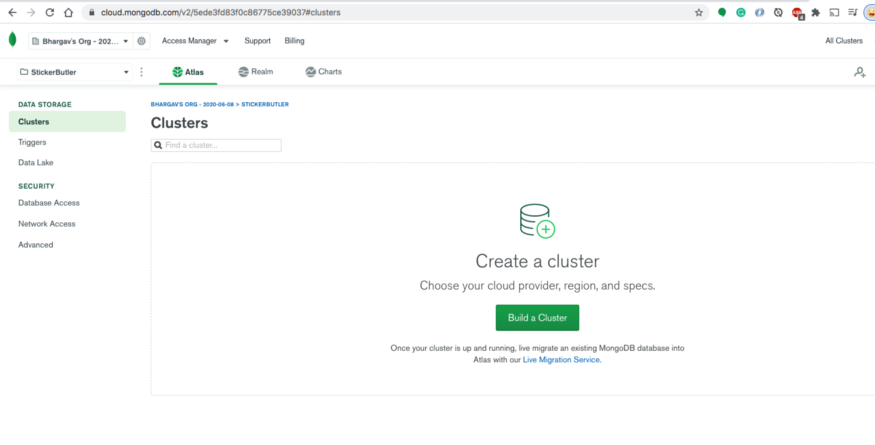 cloud.mongodb.com/v2/5ede3fd83f0c86775ce39037#clusters
Bhargav's Org - 202... Access Manager Support Billing All Clusters
StickerButler Atlas Realm Charts
DATA STORAGE
Clusters
Triggers
Data Lake
SECURITY
Database Access
Network Access
Advanced
BHARGAV'S ORG - 2020-06-08 > STICKERBUTLER
Clusters
Find a cluster...
Create a cluster
Choose your cloud provider, region, and specs.
Build a Cluster
Once your cluster is up and running, live migrate an existing MongoDB database into
Atlas with our Live Migration Service.